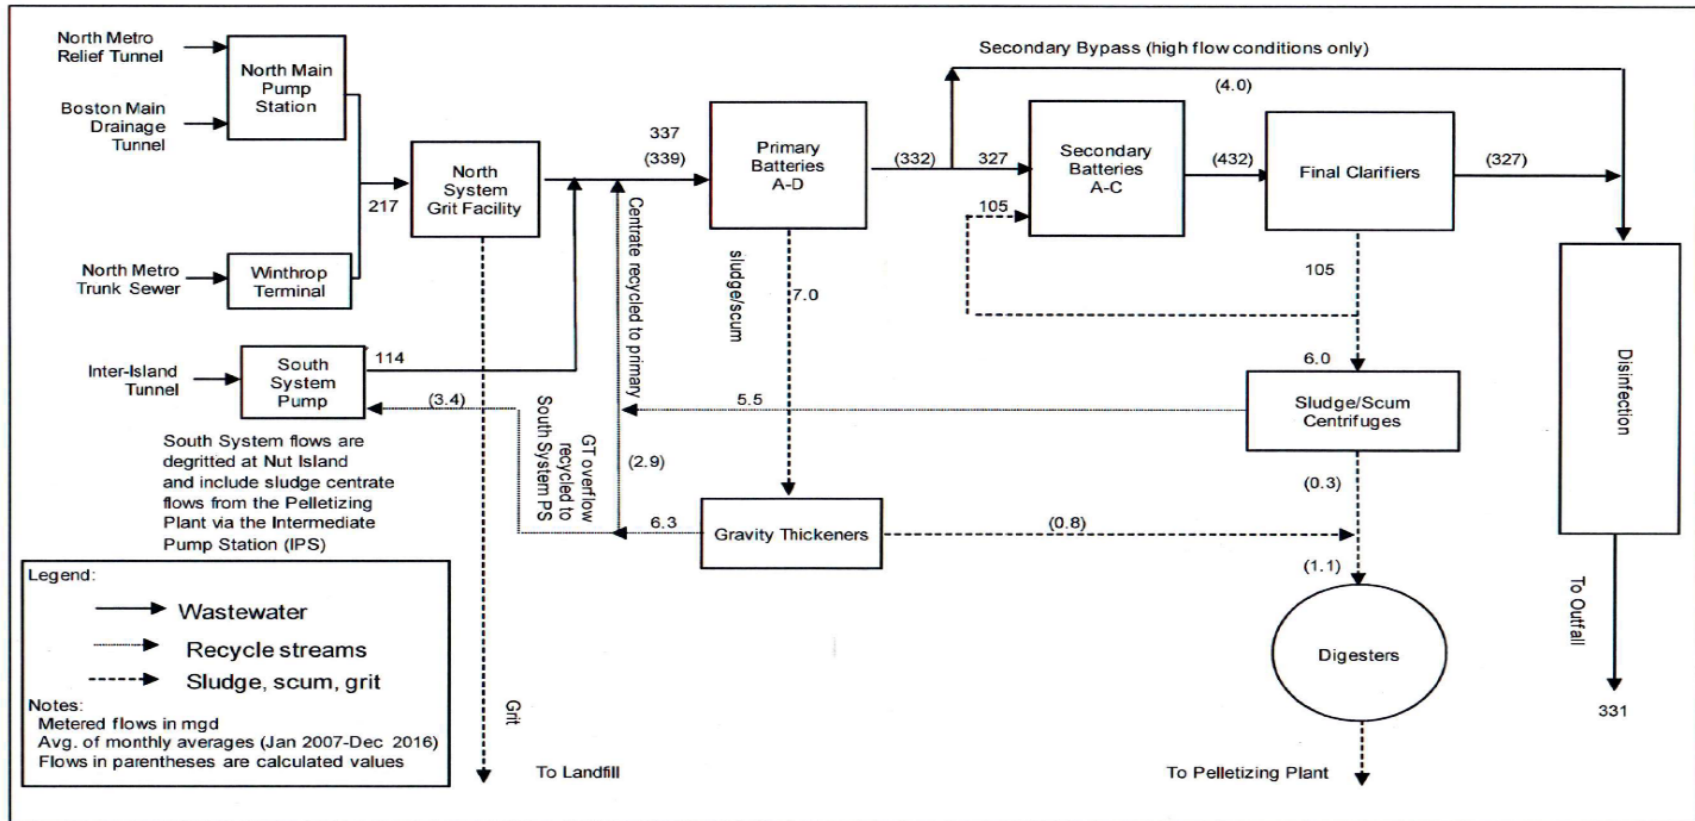 North Metro
Relief Tunnel
Boston Main
Drainage
Tunnel
North Main
Pump
Station
217
North
System
Grit Facility
North Metro
Trunk Sewer
Winthrop
Terminal
Inter-Island
Tunnel
South
System
Pump
114
(3.4)
South System flows are
degritted at Nut Island
and include sludge centrate
flows from the Pelletizing
Plant via the Intermediate
Pump Station (IPS)
337
(339)
Primary
Batteries
A-D
Centrate recycled to primary
sludge/scum
7.0
GT overflow
recycled to
South System PS
(2.9)
6.3
Gravity Thickeners
(0.8)
5.5
Secondary Bypass (high flow conditions only)
(4.0)
(332)
327
Secondary
Batteries
A-C
105
(432)
Final Clarifiers
(327)
105
6.0
Sludge/Scum
Centrifuges
(0.3)
(1.1)
Digesters
To Pelletizing Plant
Disinfection
To Outfall
331
Grit
To Landfill
Legend:
Wastewater
Recycle streams
Sludge, scum, grit
Notes:
Metered flows in mgd
Avg. of monthly averages (Jan 2007-Dec 2016)
Flows in parentheses are calculated values